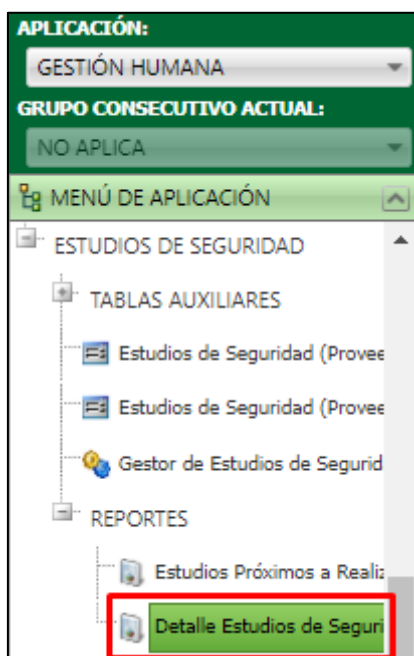 APLICACIÓN:
GESTIÓN HUMANA
GRUPO CONSECUTIVO ACTUAL:
NO APLICA
MENÚ DE APLICACIÓN
ESTUDIOS DE SEGURIDAD
TABLAS AUXILIARES
Estudios de Seguridad (Provee
Estudios de Seguridad (Provee
Gestor de Estudios de Segurid
REPORTES
Estudios Próximos a Realiz
Detalle Estudios de Seguri